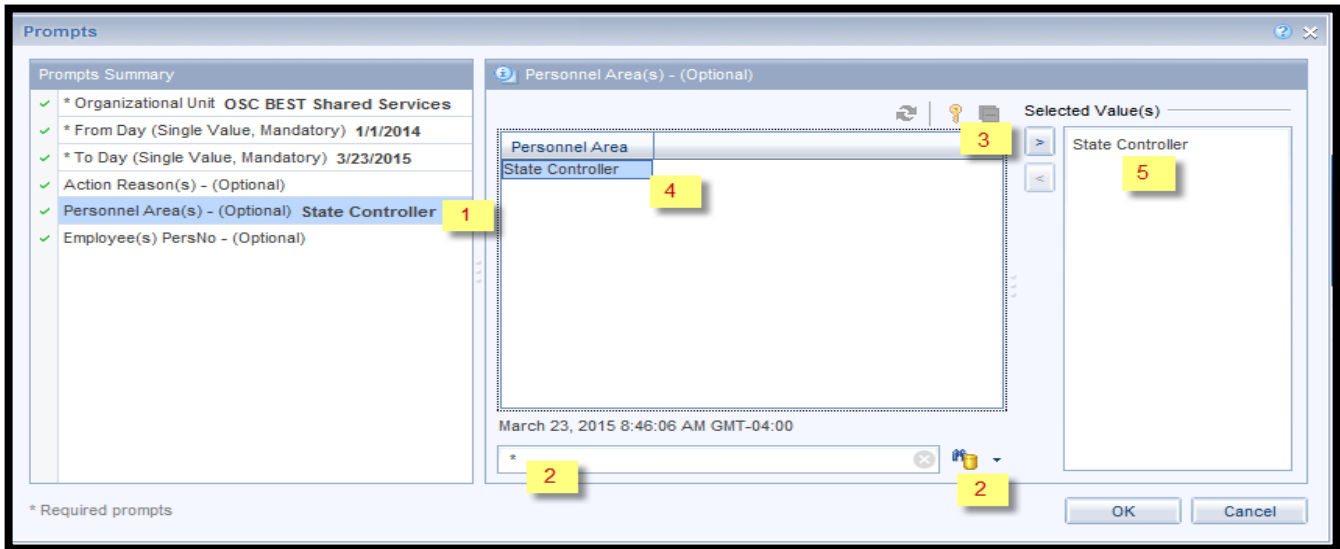 Prompts
Prompts Summary
* Organizational Unit OSC BEST Shared Services
* From Day (Single Value, Mandatory) 1/1/2014
* To Day (Single Value, Mandatory) 3/23/2015
Action Reason(s) - (Optional)
Personnel Area(s) - (Optional) State Controller
1
Employee(s) PersNo - (Optional)
Personnel Area(s) - (Optional)
Personnel Area
State Controller
4
3
Selected Value(s)
>
<
State Controller
5
March 23, 2015 8:46:06 AM GMT-04:00
*
2
2
* Required prompts
OK
Cancel